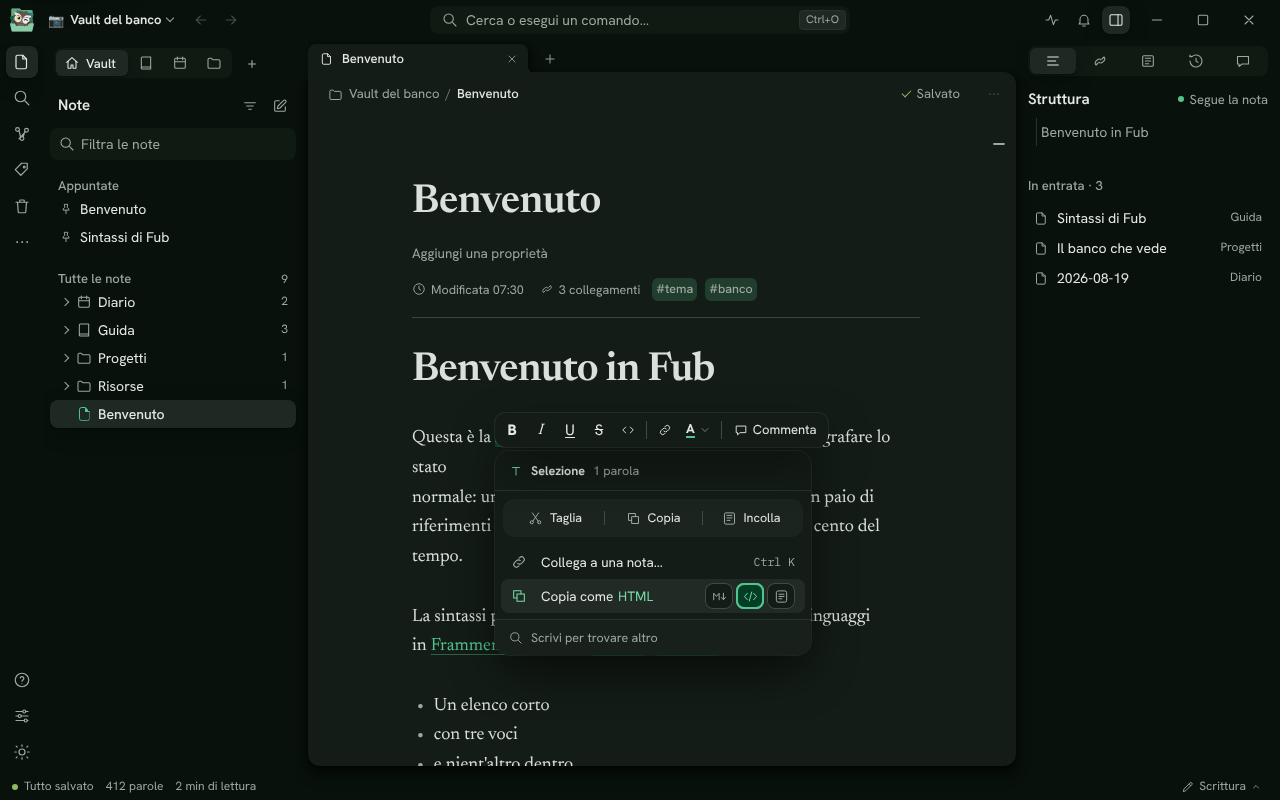 Vault del banco
Cerca o esegui un comando...
Ctrl+O
Vault
Benvenuto
Note
Filtra le note
Appuntate
Benvenuto
Sintassi di Fub
Tutte le note 9
Diario 2
Guida 3
Progetti 1
Risorse 1
Benvenuto
Vault del banco / Benvenuto
Salvato
Benvenuto
Aggiungi una proprietà
Modificata 07:30 3 collegamenti #tema #banco
Benvenuto in Fub
Questa è la
grafare lo
stato
B I U S A Commenta
Selezione 1 parola
Taglia Copia Incolla
Collega a una nota... Ctrl K
Copia come HTML M↓ </>
Scrivi per trovare altro
paio di
riferimenti
cento del
tempo.
La sintassi
in
Un elenco corto
con tre voci
e nient'altro dentro
Struttura
Segue la nota
Benvenuto in Fub
In entrata · 3
Sintassi di Fub Guida
Il banco che vede Progetti
2026-08-19 Diario
Tutto salvato 412 parole 2 min di lettura
Scrittura